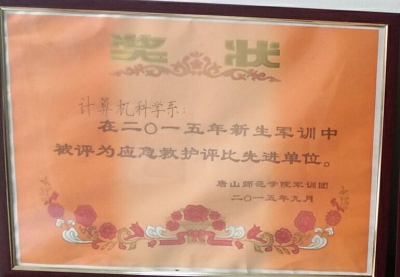 奖状
计算机科学系:
在二〇一五年新生军训中
被评为应急救护评比先进单位。
唐山师范学院军训团
二〇一五年九月